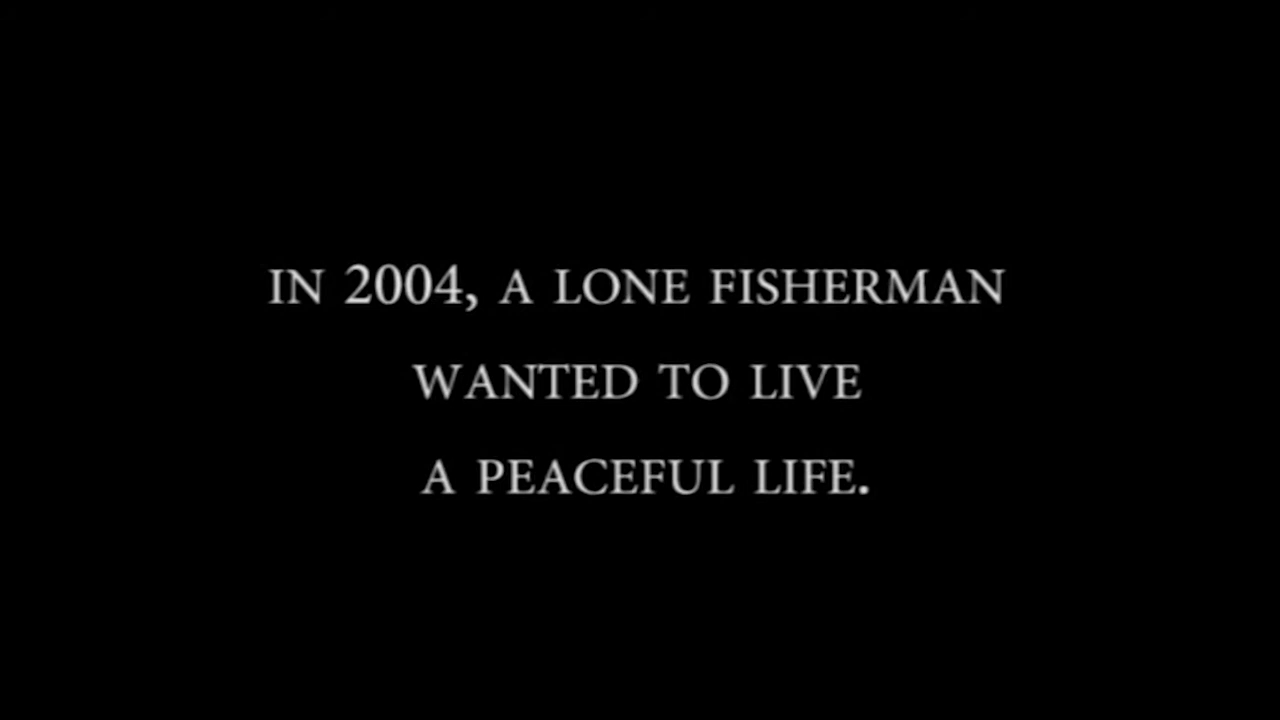 IN 2004, A LONE FISHERMAN
WANTED TO LIVE
A PEACEFUL LIFE.